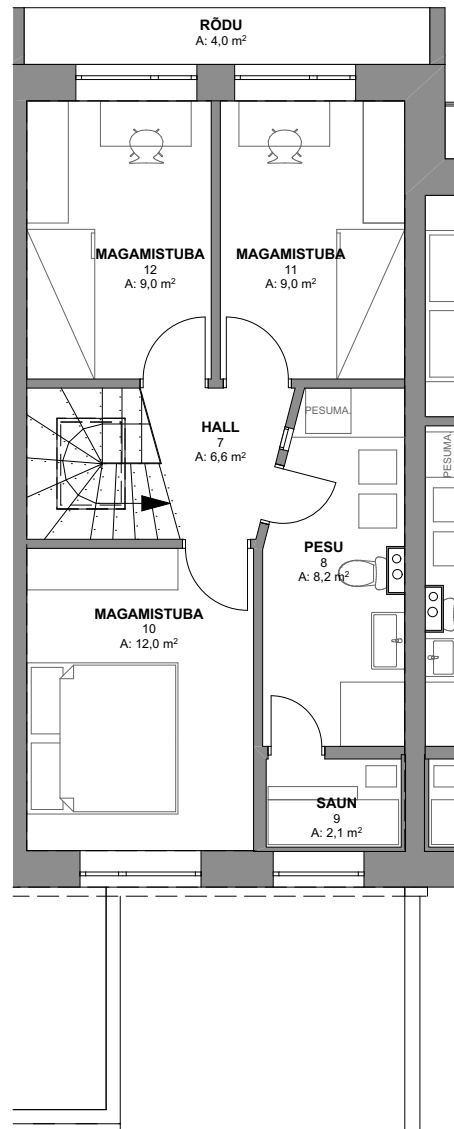 RÕDU
A: 4,0 m²
MAGAMISTUBA
12
A: 9,0 m²
MAGAMISTUBA
11
A: 9,0 m²
PESUMA.
HALL
7
A: 6,6 m²
PESUMA.
PESU
8
A: 8,2 m²
MAGAMISTUBA
10
A: 12,0 m²
SAUN
9
A: 2,1 m²